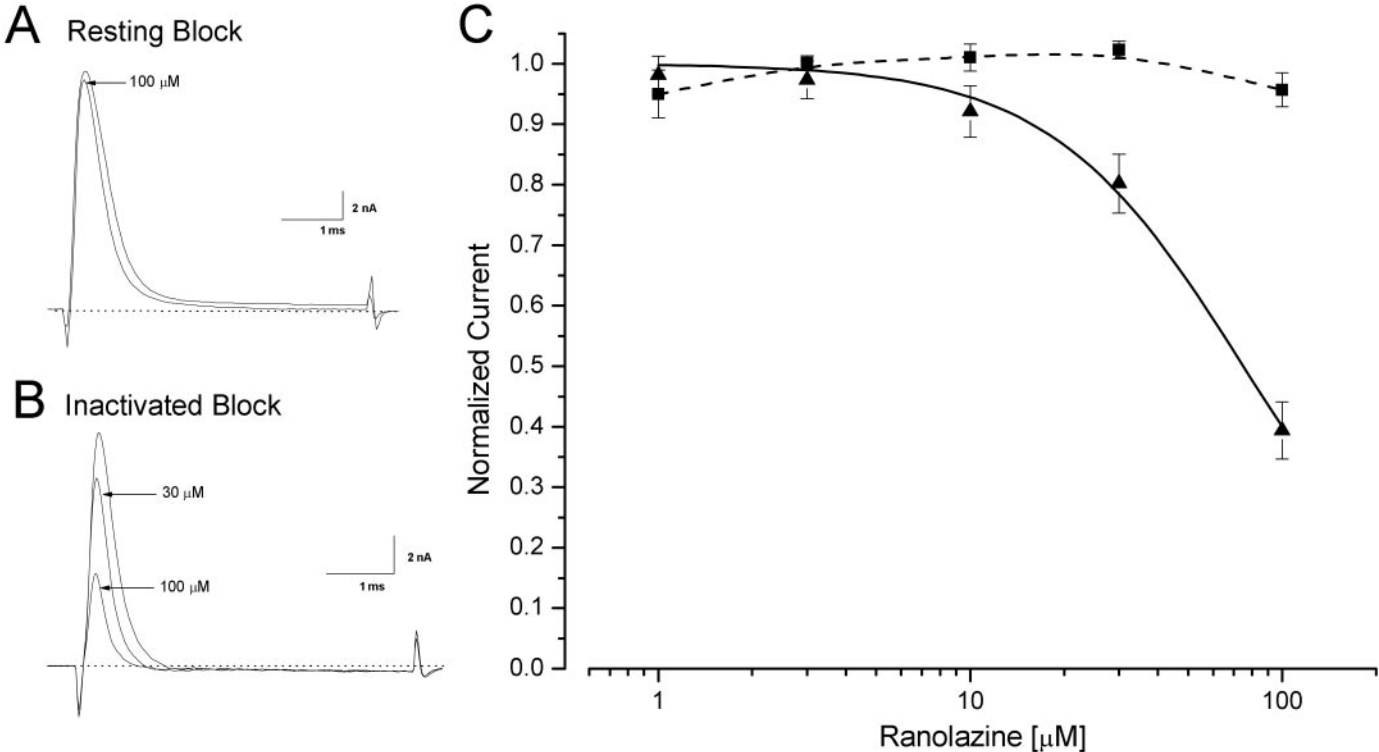 A Resting Block
100 μM
2 nA
1 ms
B Inactivated Block
30 μM
100 μM
2 nA
1 ms
C
Normalized Current
1.0
0.9
0.8
0.7
0.6
0.5
0.4
0.3
0.2
0.1
0.0
1 10 100
Ranolazine [μM]